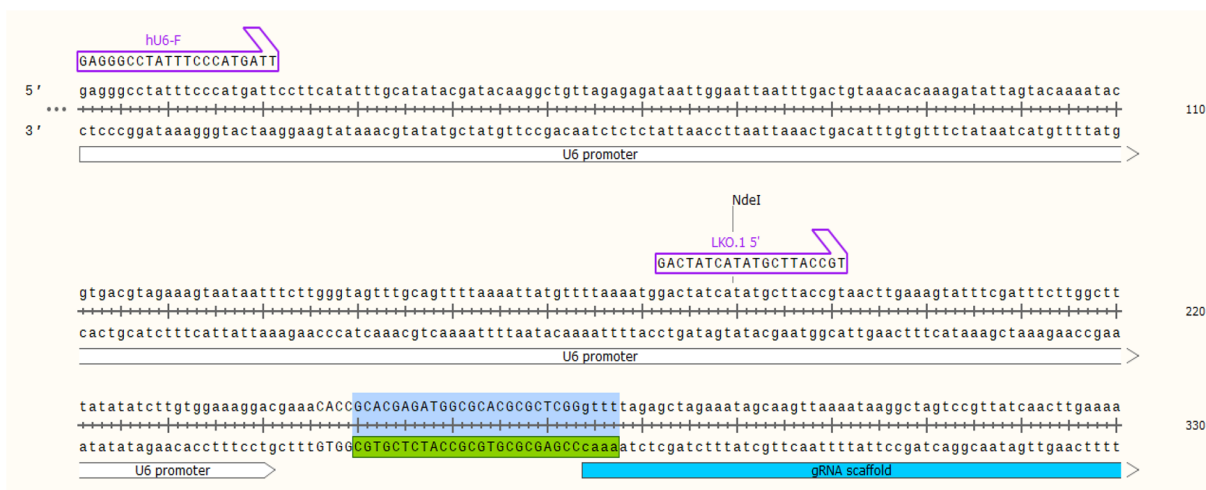 hU6-F
GAGGGCCTATTTCCCATGATT
5' gagggcctatttcccatgattccttcatatttgcatatacgatacaaggctgttagagagataattggaattaatttgactgtaaacacaaagatattagtacaaaatac
... 110
3' ctcccggataaagggtactaaggaagtataaacgtatatgctatgttccgacaatctctctattaaccttaattaaactgacatttgtgtttctataatcatgttttatg
U6 promoter
NdeI
LKO.1 5'
GACTATCATATGCTTACCGT
gtgacgtagaaagtaataatttcttgggtagtttgcagttttaaaattatgttttaaaatggactatcatatgcttaccgtaacttgaaagtatttcgatttcttggctt
220
cactgcatctttcattattaaagaacccatcaaacgtcaaaattttaatacaaaattttacctgatagtatacgaatggcattgaactttcataaagctaaagaaccgaa
U6 promoter
tatatatcttgtggaaaggacgaaaCACCGCACGAGATGGCGCACGCGCTCGGgttttagagctagaaatagcaagttaaaataaggctagtccgttatcaacttgaaaa
330
atatatagaacacctttcctgctttGTGGCGTGCTCTACCGCGTGCGCGAGCCcaaaatctcgatctttatcgttcaattttattccgatcaggcaatagttgaactttt
U6 promoter
gRNA scaffold